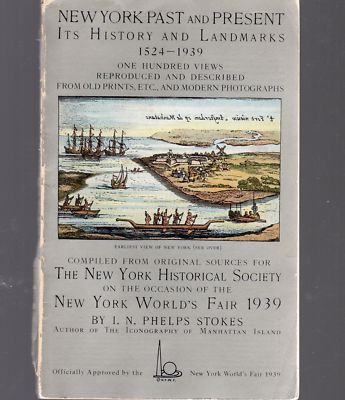 NEW YORK PAST AND PRESENT
ITS HISTORY AND LANDMARKS
1524–1939
ONE HUNDRED VIEWS
REPRODUCED AND DESCRIBED
FROM OLD PRINTS, ETC., AND MODERN PHOTOGRAPHS
t' Fort nieuw Amsterdam op de Manhatans
EARLIEST VIEW OF NEW YORK (SEE OVER)
COMPILED FROM ORIGINAL SOURCES FOR
THE NEW YORK HISTORICAL SOCIETY
ON THE OCCASION OF THE
NEW YORK WORLD'S FAIR 1939
BY I. N. PHELPS STOKES
AUTHOR OF THE ICONOGRAPHY OF MANHATTAN ISLAND
Officially Approved by the New York World's Fair 1939